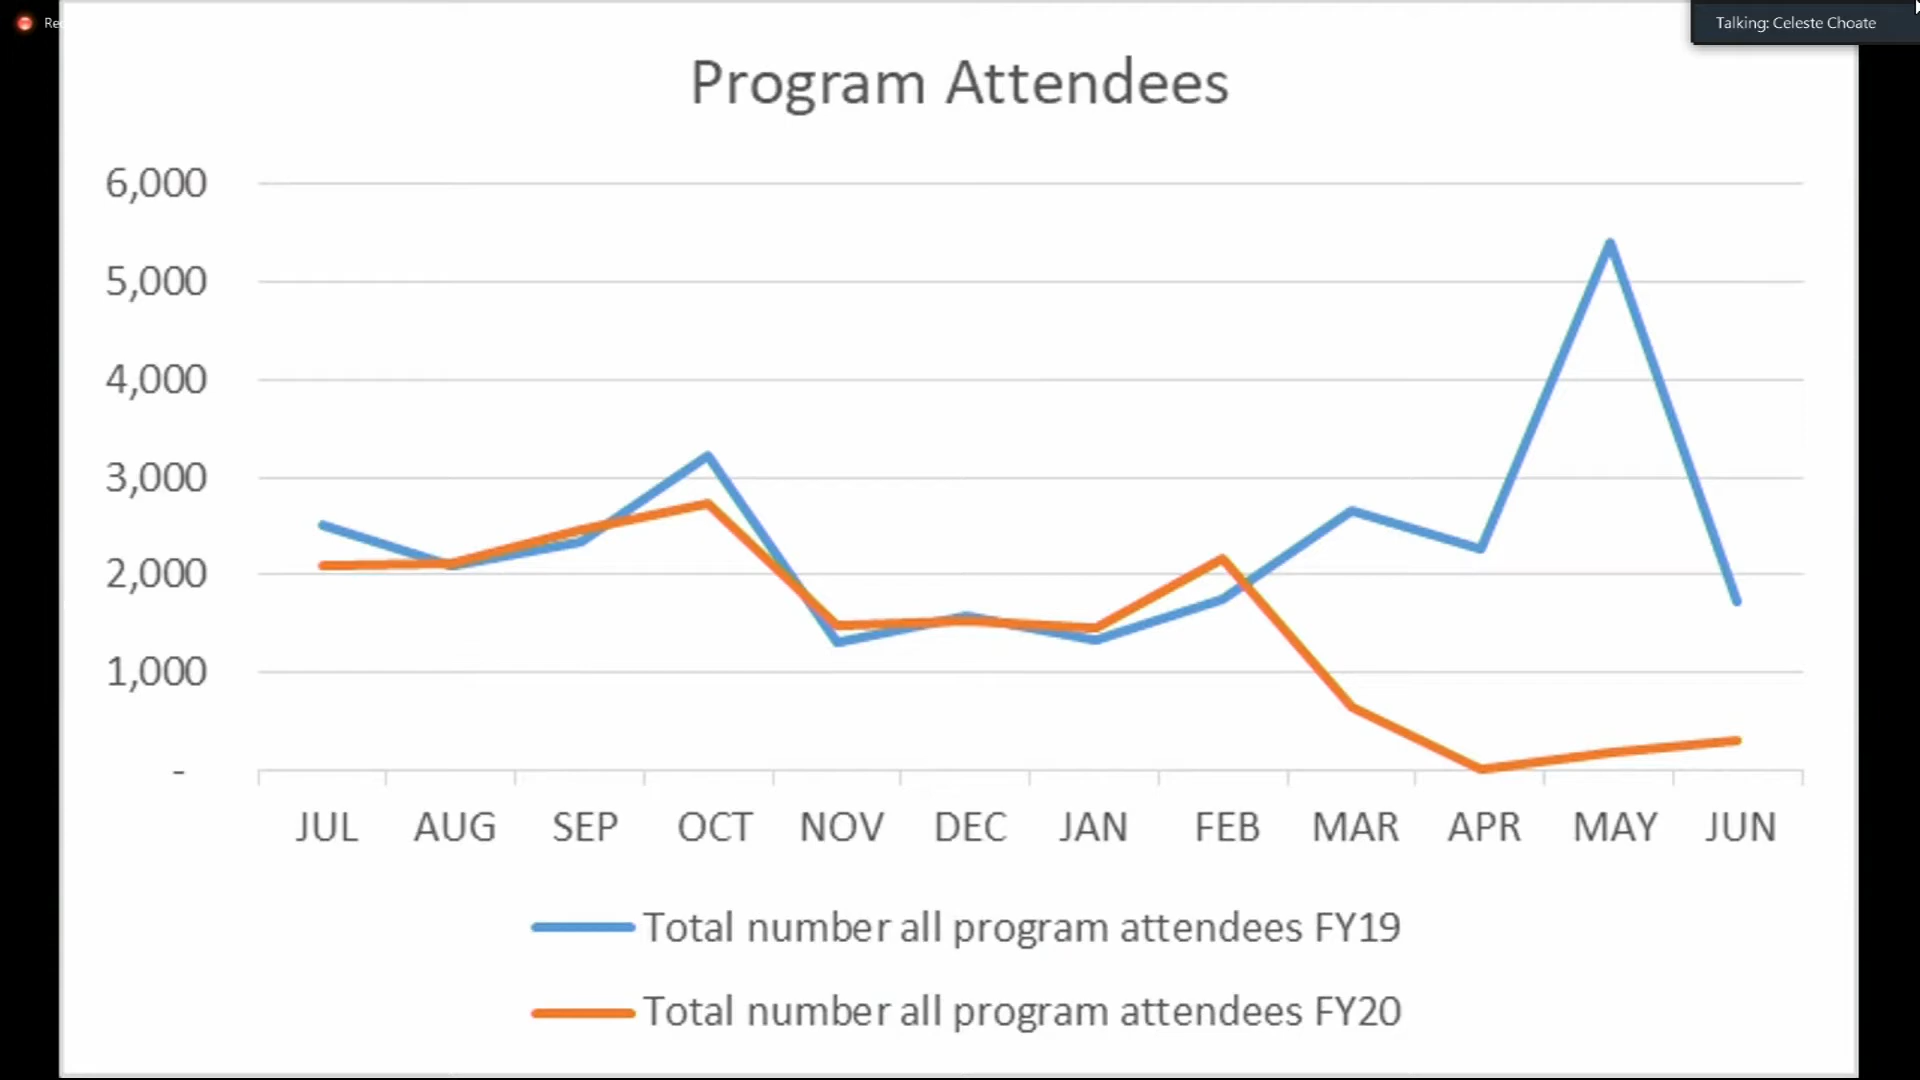 Talking: Celeste Choate
Program Attendees
6,000
5,000
4,000
3,000
2,000
1,000
-
JUL AUG SEP OCT NOV DEC JAN FEB MAR APR MAY JUN
Total number all program attendees FY19
Total number all program attendees FY20